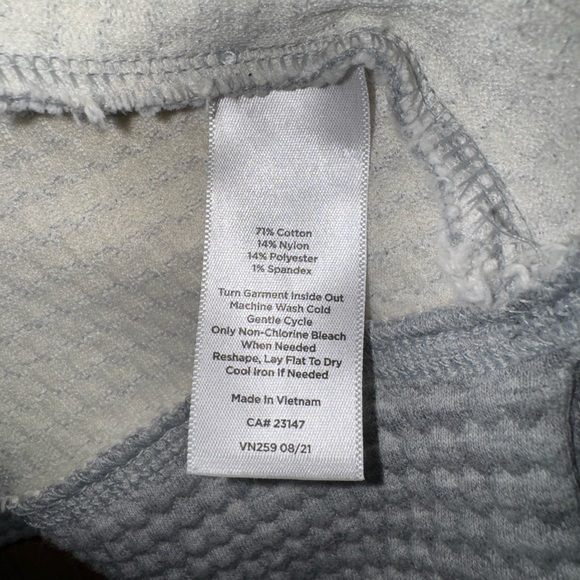 71% Cotton
14% Nylon
14% Polyester
1% Spandex
Turn Garment Inside Out
Machine Wash Cold
Gentle Cycle
Only Non-Chlorine Bleach
When Needed
Reshape, Lay Flat To Dry
Cool Iron If Needed
Made In Vietnam
CA# 23147
VN259 08/21